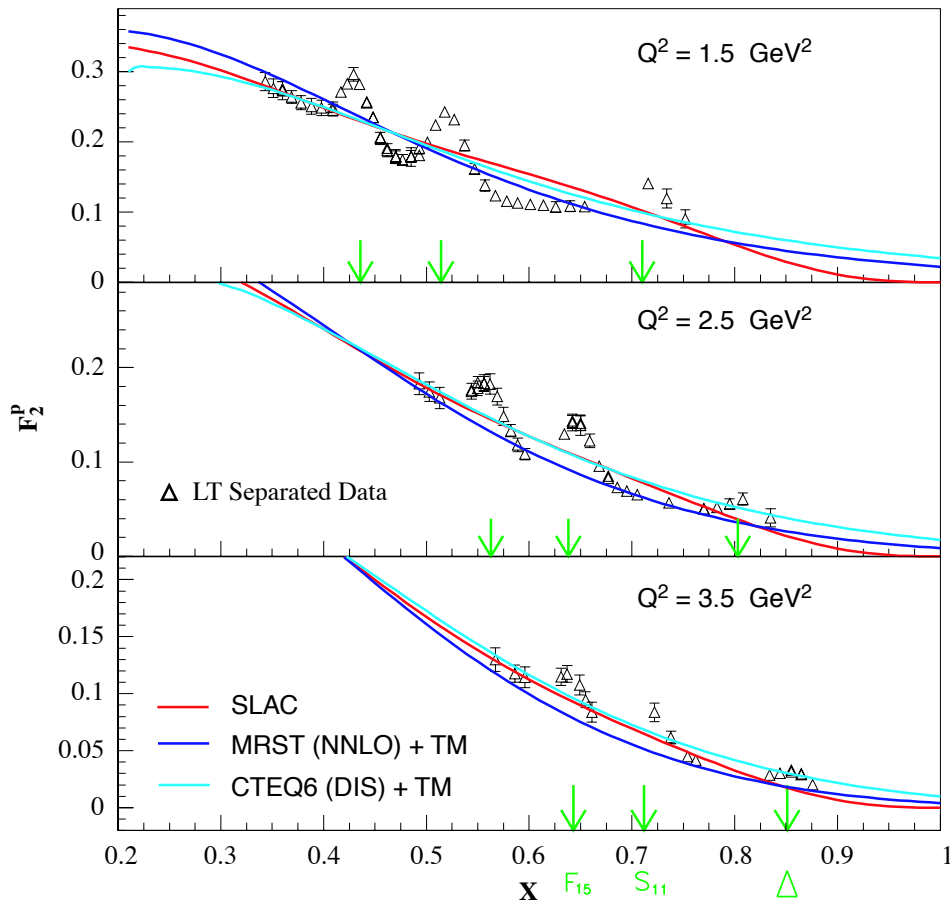 Q² = 1.5 GeV²
0.3
0.2
0.1
0
Q² = 2.5 GeV²
0.2
F₂ᵖ
0.1
△ LT Separated Data
0
Q² = 3.5 GeV²
0.2
0.15
0.1
SLAC
0.05
MRST (NNLO) + TM
CTEQ6 (DIS) + TM
0
0.2 0.3 0.4 0.5 0.6 0.7 0.8 0.9 1
X F₁₅ S₁₁ Δ